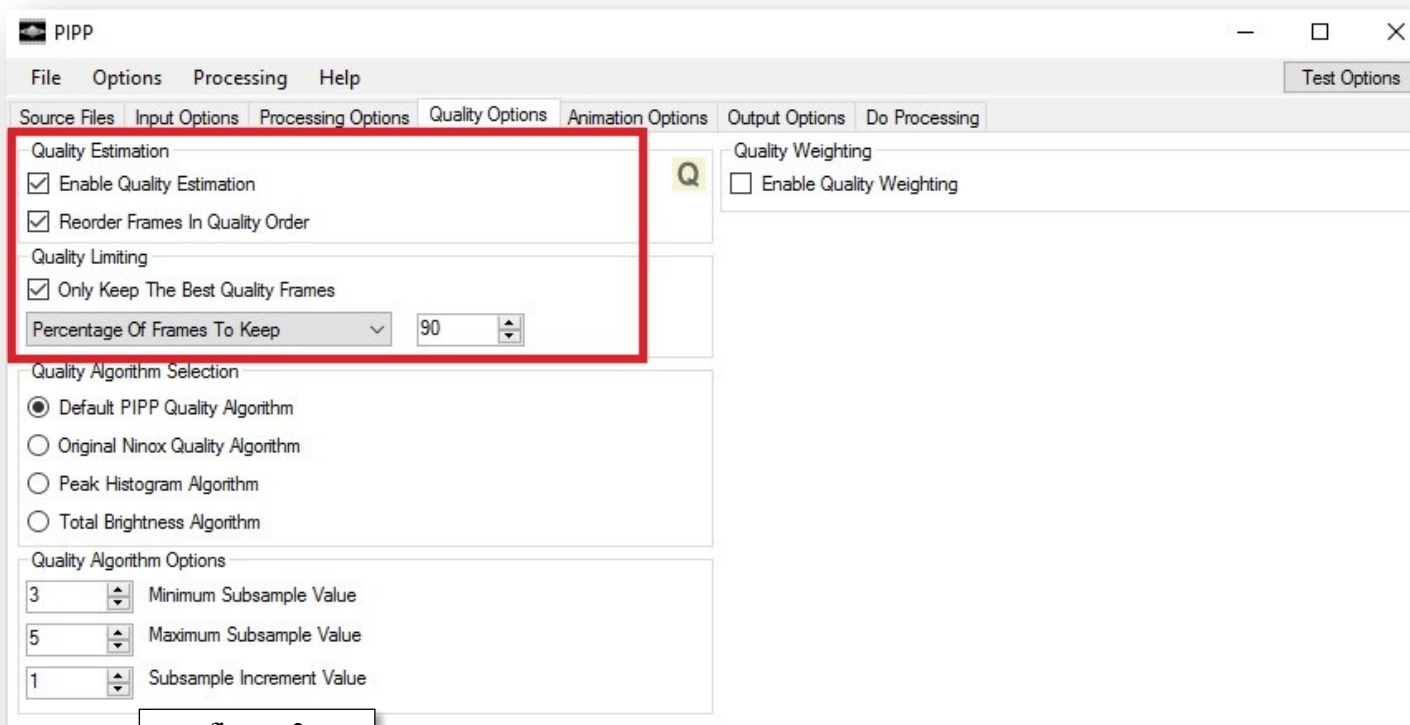 PIPP
File Options Processing Help
Test Options
Source Files Input Options Processing Options Quality Options Animation Options Output Options Do Processing
Quality Estimation
Enable Quality Estimation
Q
Reorder Frames In Quality Order
Quality Limiting
Only Keep The Best Quality Frames
Percentage Of Frames To Keep 90
Quality Algorithm Selection
Default PIPP Quality Algorithm
Original Ninox Quality Algorithm
Peak Histogram Algorithm
Total Brightness Algorithm
Quality Algorithm Options
3 Minimum Subsample Value
5 Maximum Subsample Value
1 Subsample Increment Value
Quality Weighting
Enable Quality Weighting